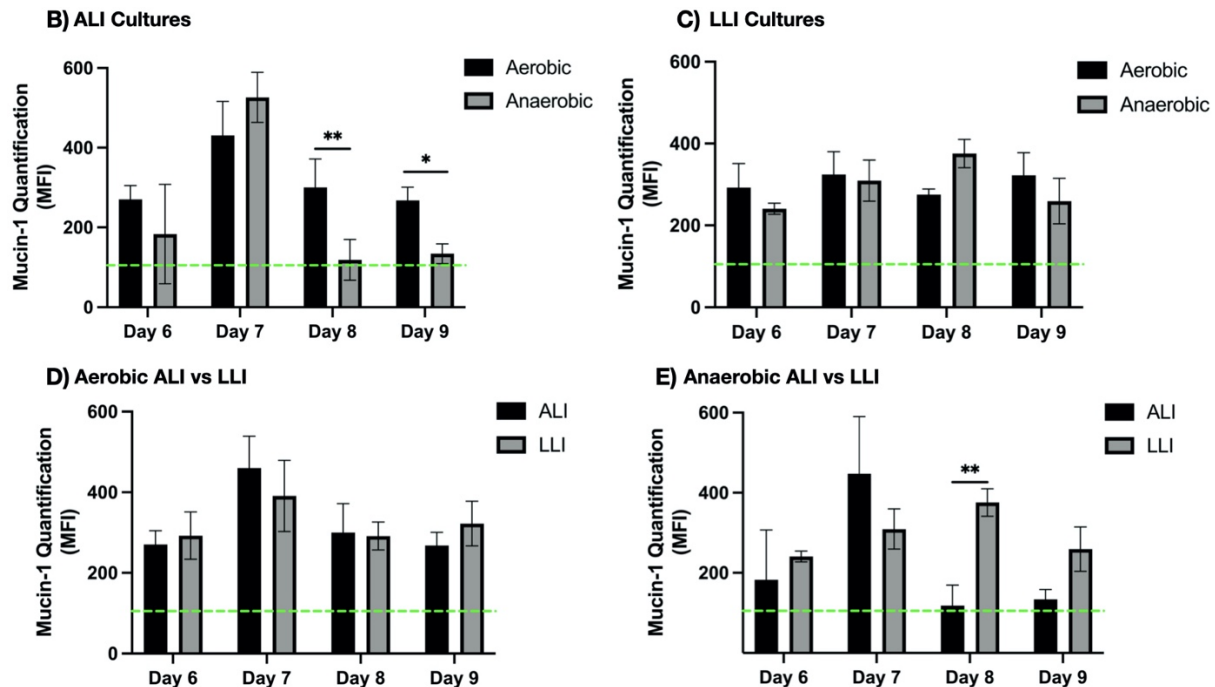 B) ALI Cultures
Mucin-1 Quantification
(MFI)
600
400
200
0
**
*
Aerobic
Anaerobic
Day 6
Day 7
Day 8
Day 9
C) LLI Cultures
Mucin-1 Quantification
(MFI)
600
400
200
0
Aerobic
Anaerobic
Day 6
Day 7
Day 8
Day 9
D) Aerobic ALI vs LLI
Mucin-1 Quantification
(MFI)
600
400
200
0
ALI
LLI
Day 6
Day 7
Day 8
Day 9
E) Anaerobic ALI vs LLI
Mucin-1 Quantification
(MFI)
600
400
200
**
ALI
LLI
Day 6
Day 7
Day 8
Day 9